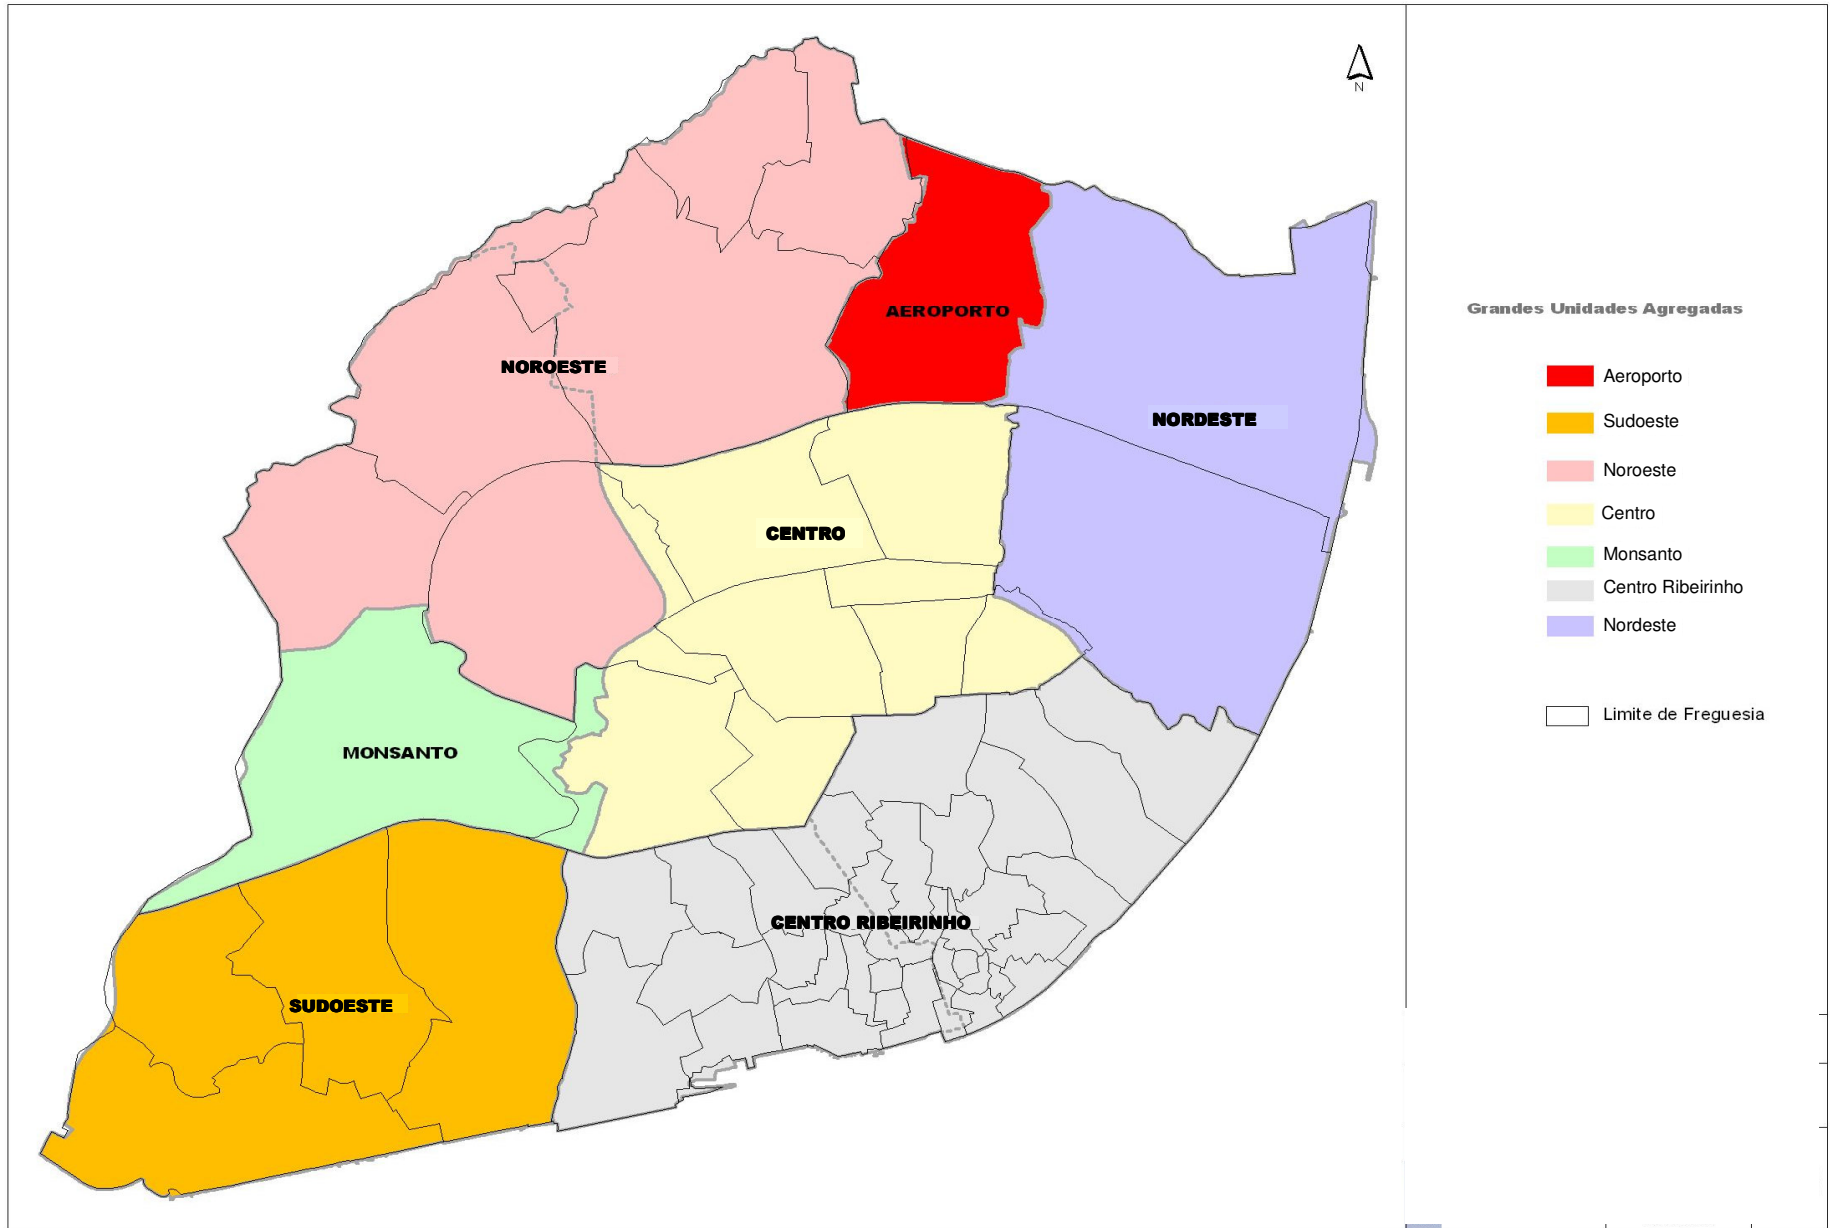 N
AEROPORTO
NOROESTE
NORDESTE
CENTRO
MONSANTO
CENTRO RIBEIRINHO
SUDOESTE
Grandes Unidades Agregadas
Aeroporto
Sudoeste
Noroeste
Centro
Monsanto
Centro Ribeirinho
Nordeste
Limite de Freguesia